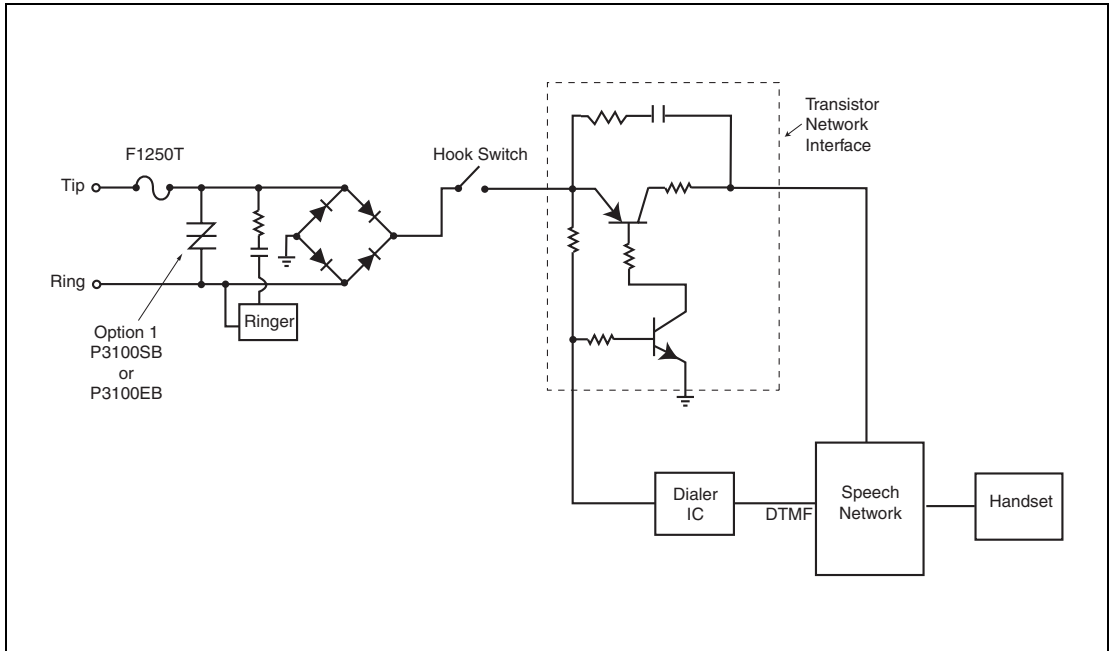 Transistor
Network
Interface
F1250T
Hook Switch
Tip
Ring
Ringer
Option 1
P3100SB
or
P3100EB
Dialer
IC
DTMF
Speech
Network
Handset